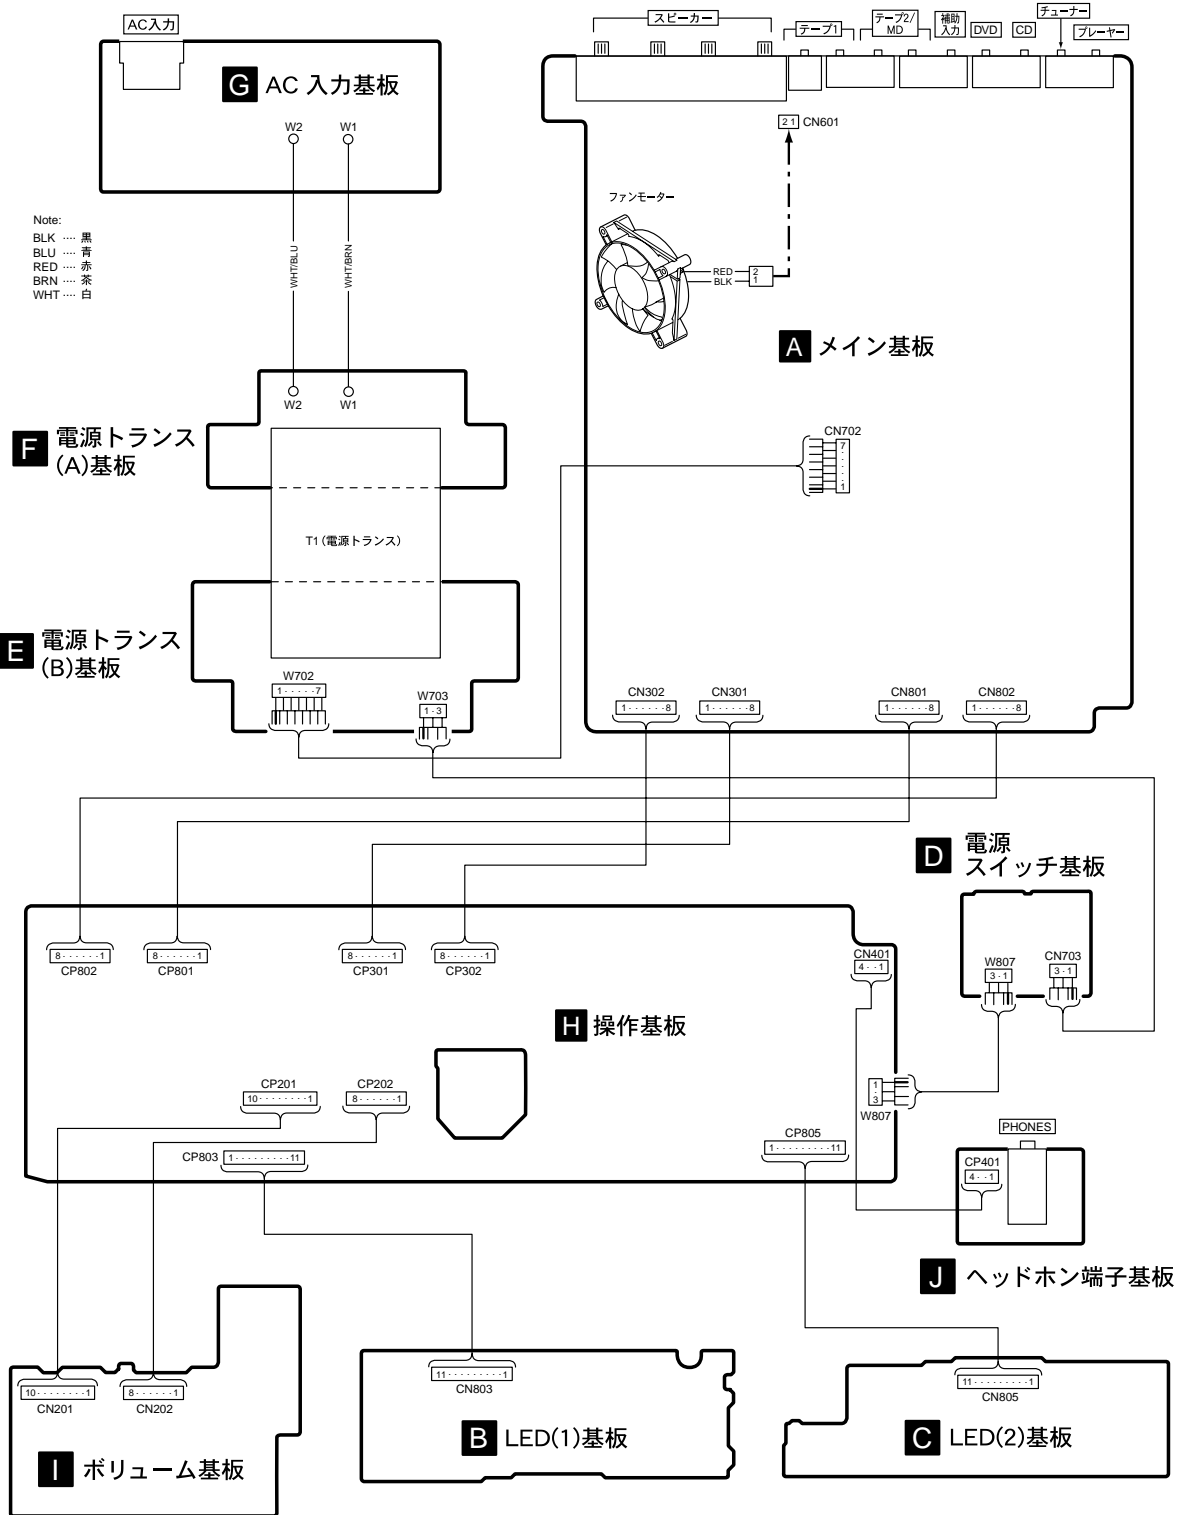 AC入力
スピーカー
テープ1
テープ2/
MD
補助
入力
DVD
CD
チューナー
プレーヤー
G AC 入力基板
W2
W1
2 1 CN601
ファンモーター
Note:
BLK ···· 黒
BLU ···· 青
RED ···· 赤
BRN ···· 茶
WHT ···· 白
WHT/BLU
WHT/BRN
RED
BLK
2
1
A メイン基板
W2
W1
F 電源トランス
(A)基板
CN702
7
·
·
·
·
·
1
T1(電源トランス)
E 電源トランス
(B)基板
W702
1·····7
W703
1·3
CN302
1······8
CN301
1······8
CN801
1······8
CN802
1······8
D 電源
スイッチ基板
8······1
CP802
8······1
CP801
8······1
CP301
8······1
CP302
CN401
4··1
W807
3·1
CN703
3·1
H 操作基板
CP201
10········1
CP202
8······1
1
·
3
W807
CP803
1·········11
CP805
1·········11
PHONES
CP401
4··1
J ヘッドホン端子基板
10········1
CN201
8······1
CN202
I ボリューム基板
11·········1
CN803
B LED(1)基板
11·········1
CN805
C LED(2)基板